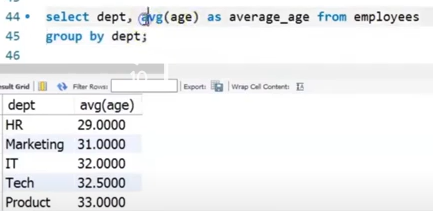 44 select dept, avg(age) as average_age from employees
45 group by dept;
46
Result Grid Filter Rows: Export: Wrap Cell Content:
dept avg(age)
HR 29.0000
Marketing 31.0000
IT 32.0000
Tech 32.5000
Product 33.0000